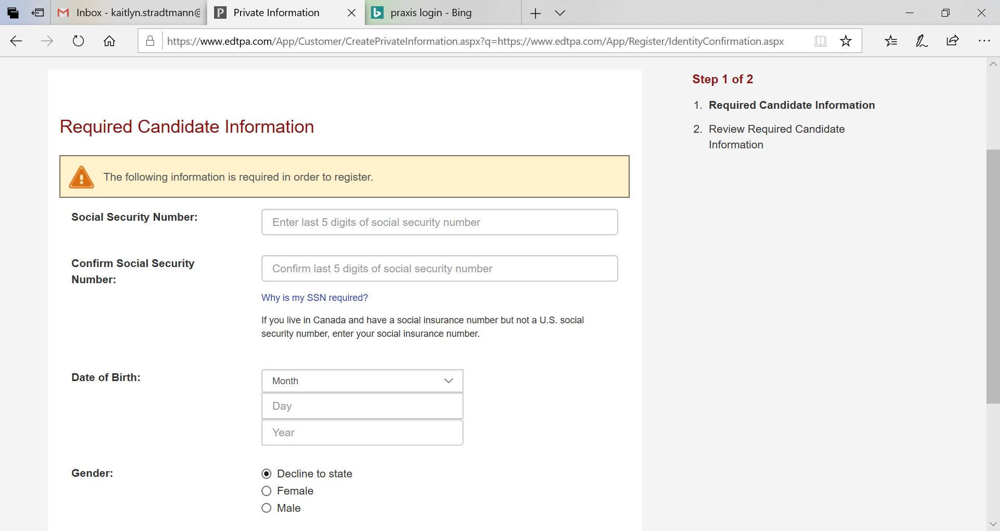 Inbox - kaitlyn.stradtmann@
Private Information
praxis login - Bing
https://www.edtpa.com/App/Customer/CreatePrivateInformation.aspx?q=https://www.edtpa.com/App/Register/IdentityConfirmation.aspx
Step 1 of 2
1. Required Candidate Information
2. Review Required Candidate
Information
Required Candidate Information
The following information is required in order to register.
Social Security Number:
Enter last 5 digits of social security number
Confirm Social Security
Number:
Confirm last 5 digits of social security number
Why is my SSN required?
If you live in Canada and have a social insurance number but not a U.S. social
security number, enter your social insurance number.
Date of Birth:
Month
Day
Year
Gender:
Decline to state
Female
Male